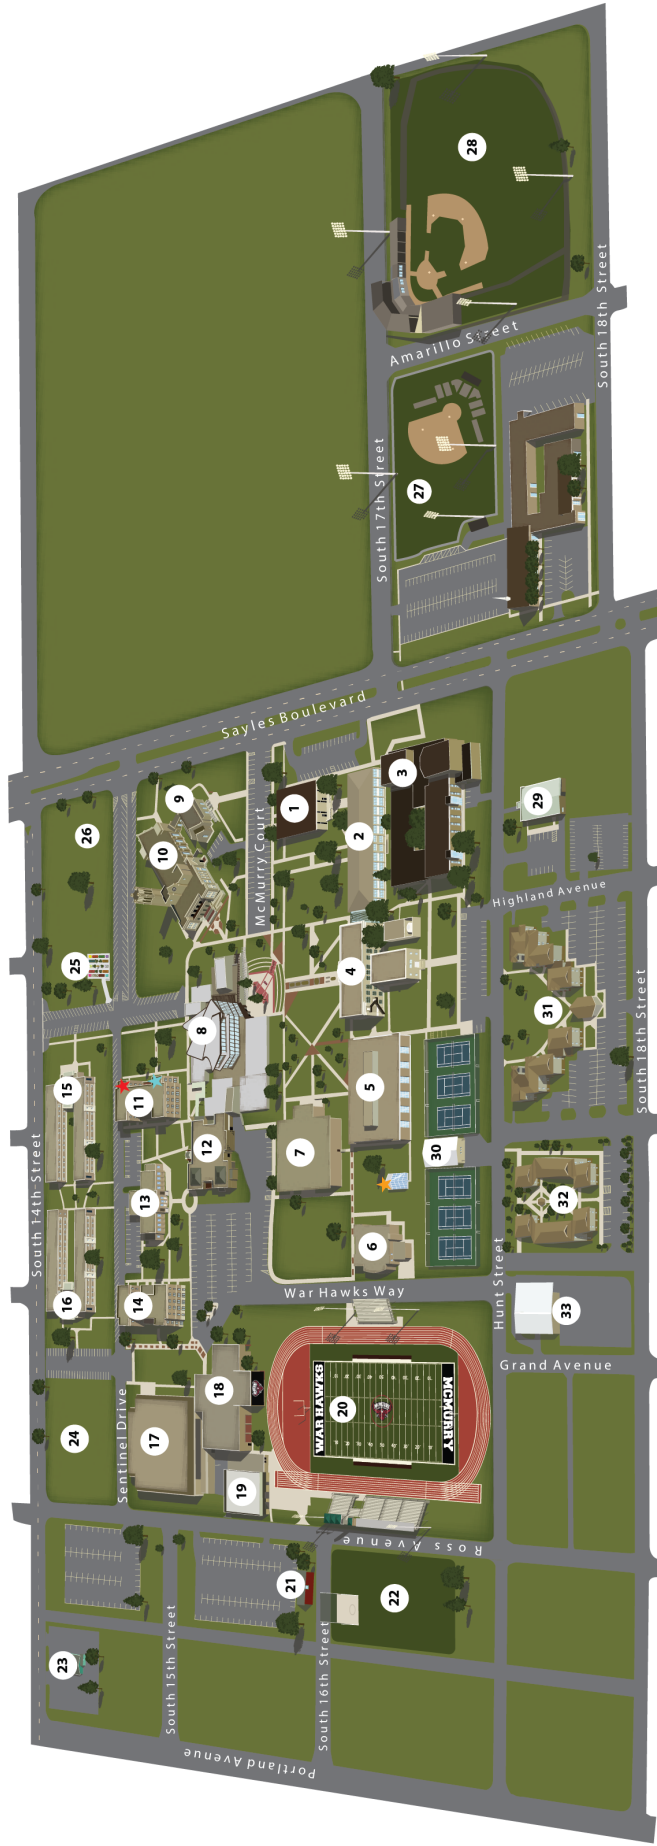 28
South 18th Street
Amarillo Street
South 17th Street
27
Sayles Boulevard
26
9
10
McMurry Court
1
2
3
29
Highland Avenue
25
8
4
31
South 18th Street
15
11
5
30
12
7
South 14th Street
13
6
32
16
14
War Hawks Way
Hunt Street
33
Grand Avenue
24
Sentinel Drive
17
18
19
WAR HAWKS
20
MCMURRY
Ross Avenue
21
22
23
South 15th Street
South 16th Street
Portland Avenue